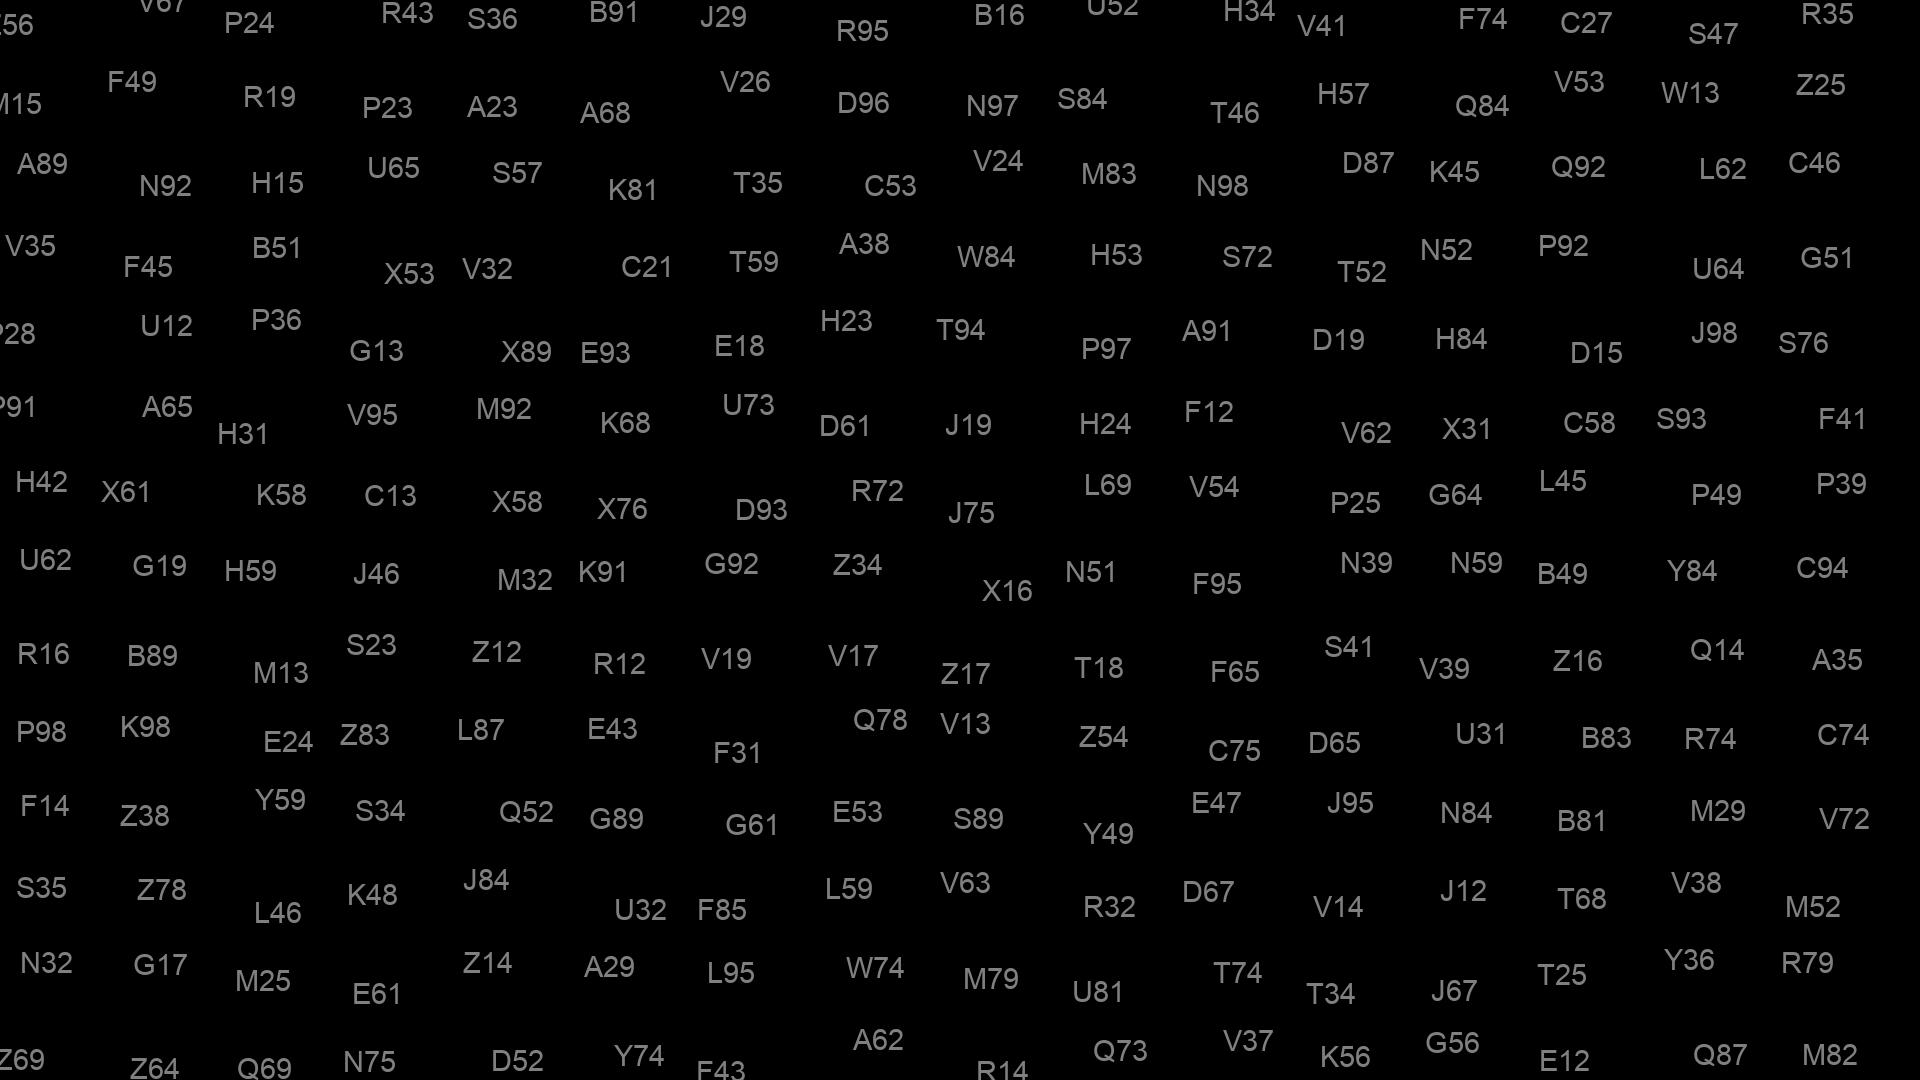 56 V67 P24 R43 S36 B91 J29 R95 B16 U52 H34 V41 F74 C27 S47 R35
M15 F49 R19 P23 A23 A68 V26 D96 N97 S84 T46 H57 Q84 V53 W13 Z25
A89 N92 H15 U65 S57 K81 T35 C53 V24 M83 N98 D87 K45 Q92 L62 C46
V35 F45 B51 X53 V32 C21 T59 A38 W84 H53 S72 T52 N52 P92 U64 G51
P28 U12 P36 G13 X89 E93 E18 H23 T94 P97 A91 D19 H84 D15 J98 S76
P91 A65 H31 V95 M92 K68 U73 D61 J19 H24 F12 V62 X31 C58 S93 F41
H42 X61 K58 C13 X58 X76 D93 R72 J75 L69 V54 P25 G64 L45 P49 P39
U62 G19 H59 J46 M32 K91 G92 Z34 X16 N51 F95 N39 N59 B49 Y84 C94
R16 B89 M13 S23 Z12 R12 V19 V17 Z17 T18 F65 S41 V39 Z16 Q14 A35
P98 K98 E24 Z83 L87 E43 F31 Q78 V13 Z54 C75 D65 U31 B83 R74 C74
F14 Z38 Y59 S34 Q52 G89 G61 E53 S89 Y49 E47 J95 N84 B81 M29 V72
S35 Z78 L46 K48 J84 U32 F85 L59 V63 R32 D67 V14 J12 T68 V38 M52
N32 G17 M25 E61 Z14 A29 L95 W74 M79 U81 T74 T34 J67 T25 Y36 R79
Z69 Z64 Q69 N75 D52 Y74 F43 A62 R14 Q73 V37 K56 G56 E12 Q87 M82